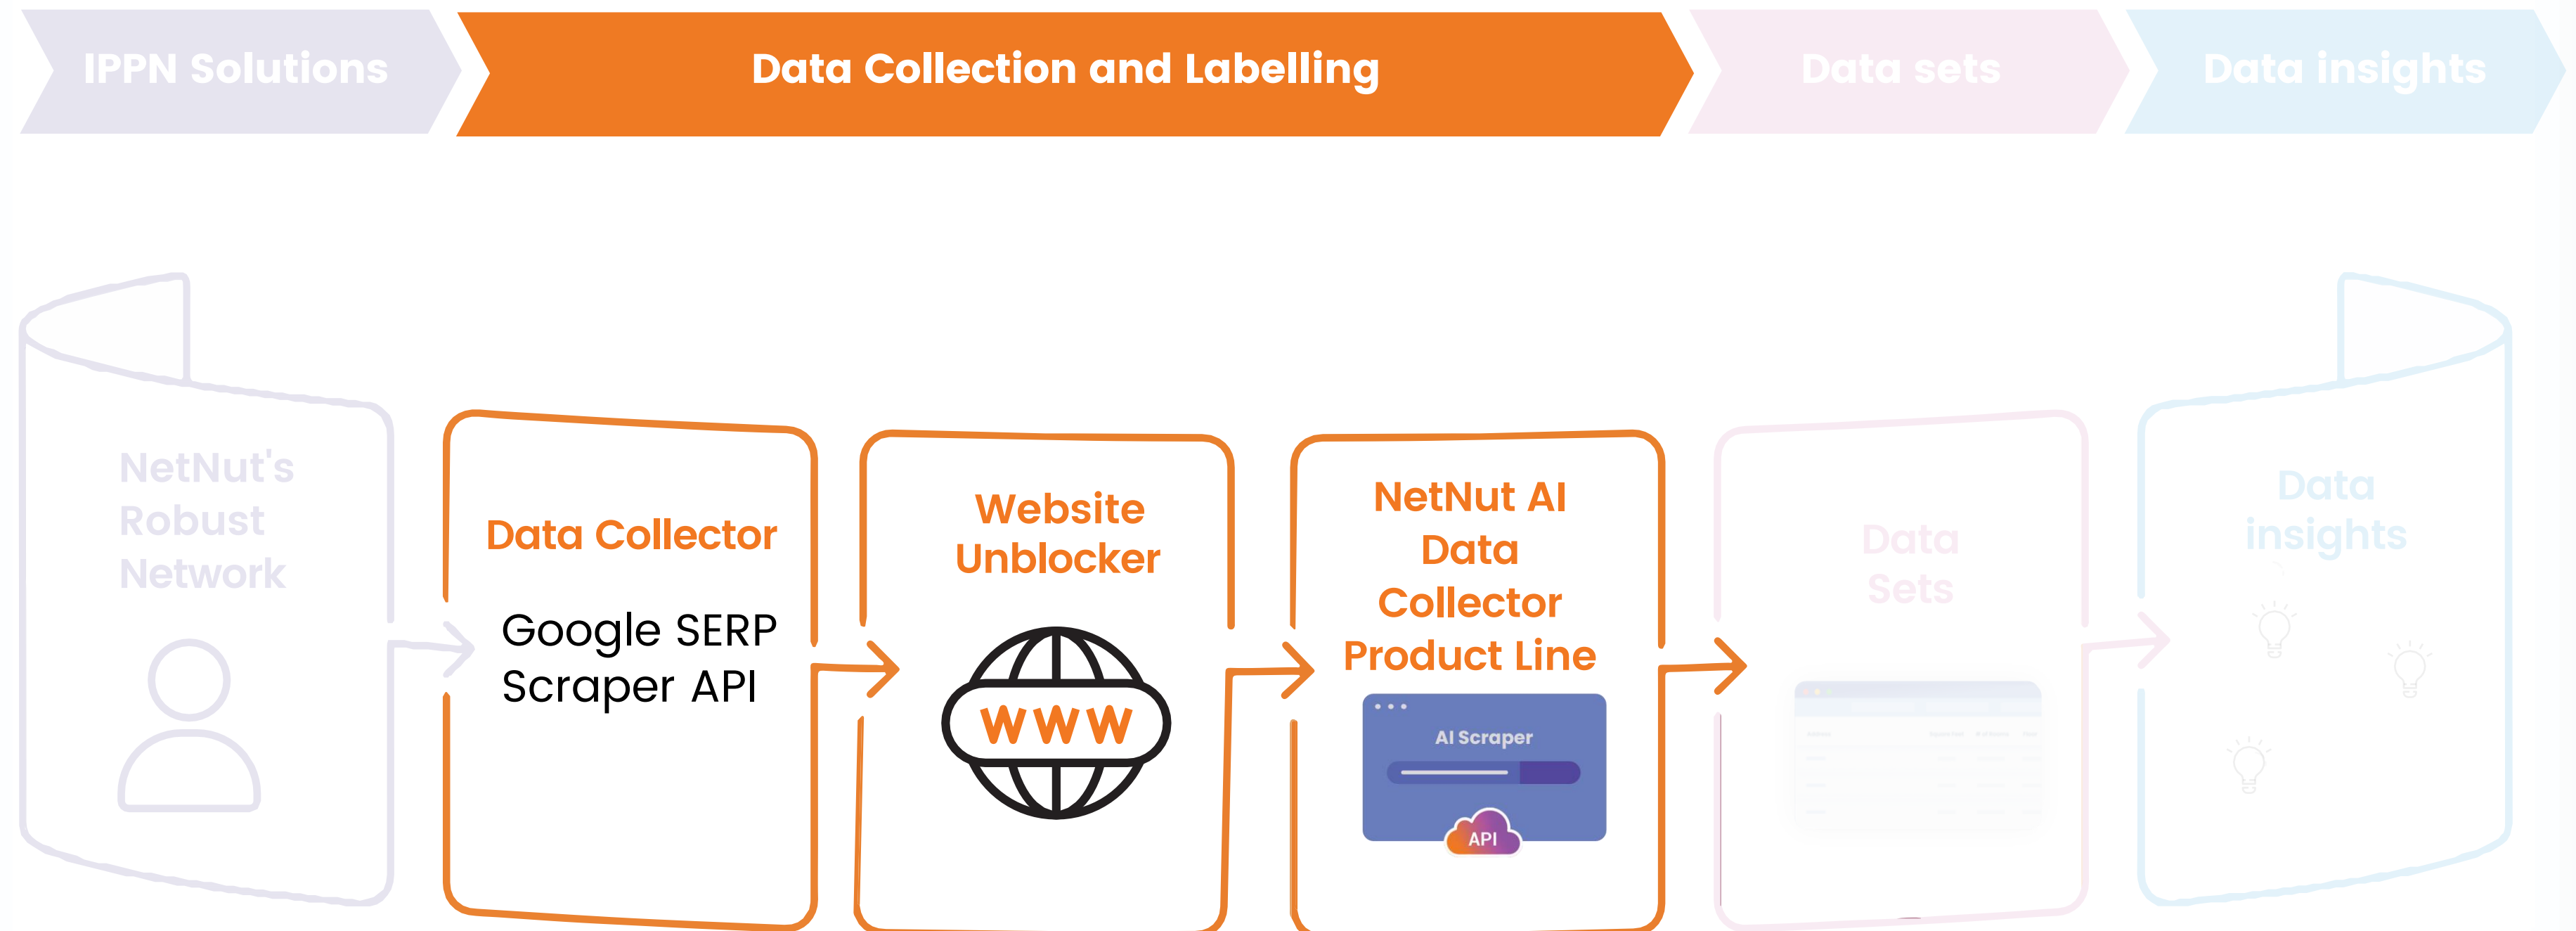 IPPN Solutions
Data Collection and Labelling
Data sets
Data insights
NetNut's
Robust
Network
Data Collector
Google SERP
Scraper API
Website
Unblocker
WWW
NetNut AI
Data
Collector
Product Line
AI Scraper
API
Data
Sets
Data
insights